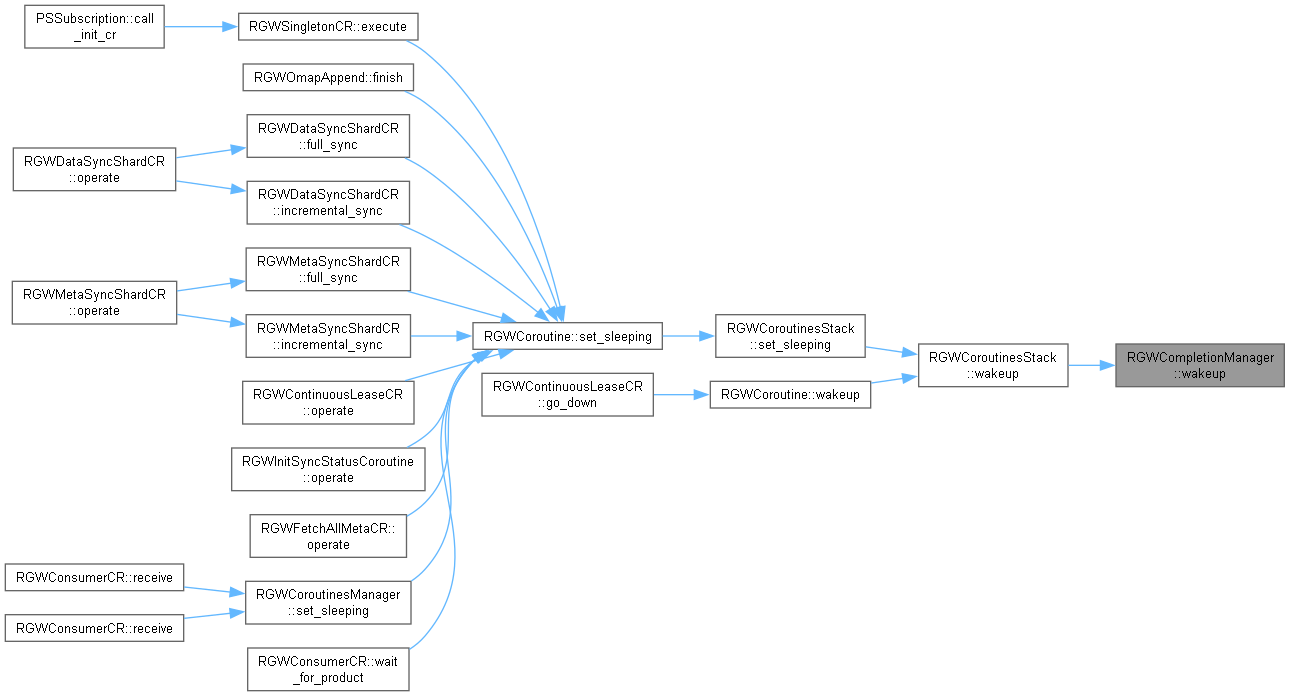 PSSubscription::call
_init_cr
RGWSingletonCR::execute
RGWOmapAppend::finish
RGWDataSyncShardCR
::full_sync
RGWDataSyncShardCR
::operate
RGWDataSyncShardCR
::incremental_sync
RGWMetaSyncShardCR
::full_sync
RGWMetaSyncShardCR
::operate
RGWMetaSyncShardCR
::incremental_sync
RGWCoroutine::set_sleeping
RGWCoroutinesStack
::set_sleeping
RGWCoroutinesStack
::wakeup
RGWCompletionManager
::wakeup
RGWContinuousLeaseCR
::operate
RGWContinuousLeaseCR
::go_down
RGWCoroutine::wakeup
RGWInitSyncStatusCoroutine
::operate
RGWFetchAllMetaCR::
operate
RGWConsumerCR::receive
RGWCoroutinesManager
::set_sleeping
RGWConsumerCR::receive
RGWConsumerCR::wait
_for_product